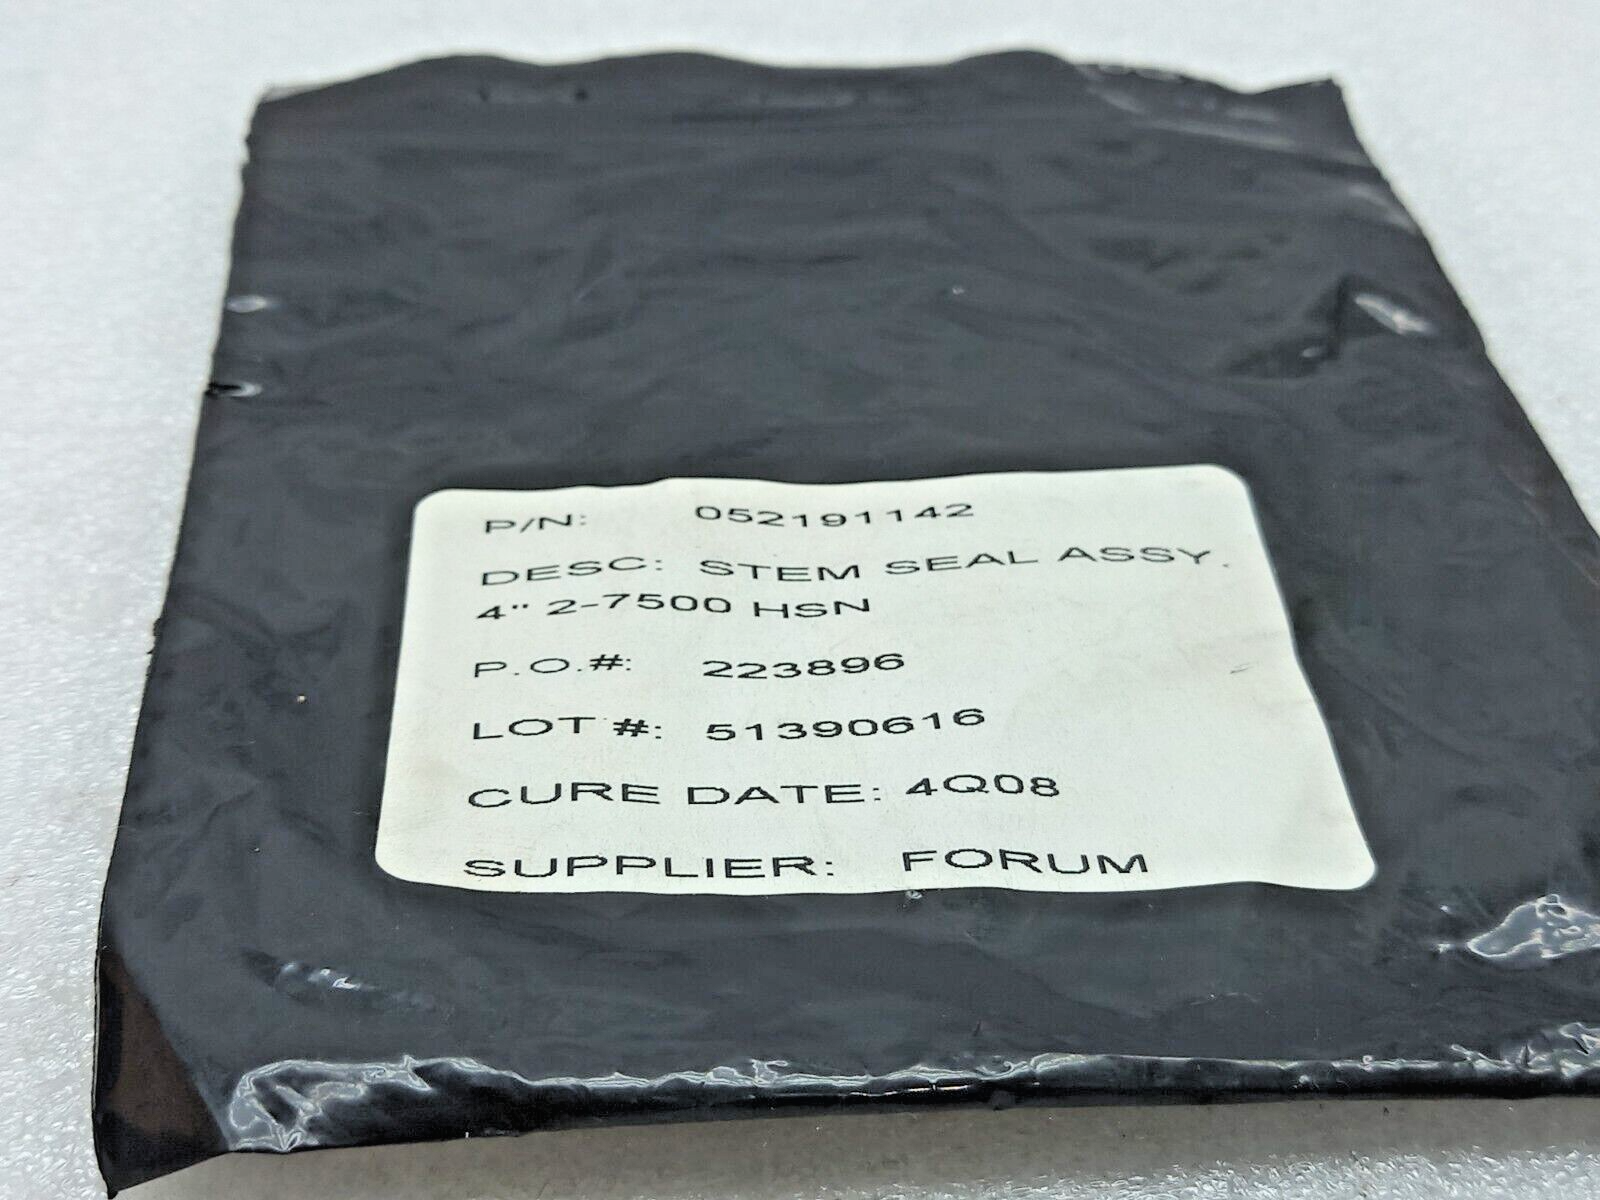 P/N: 052191142
DESC: STEM SEAL ASSY.
4" 2-7500 HSN
P.O.#: 223896
LOT #: 51390616
CURE DATE: 4Q08
SUPPLIER: FORUM